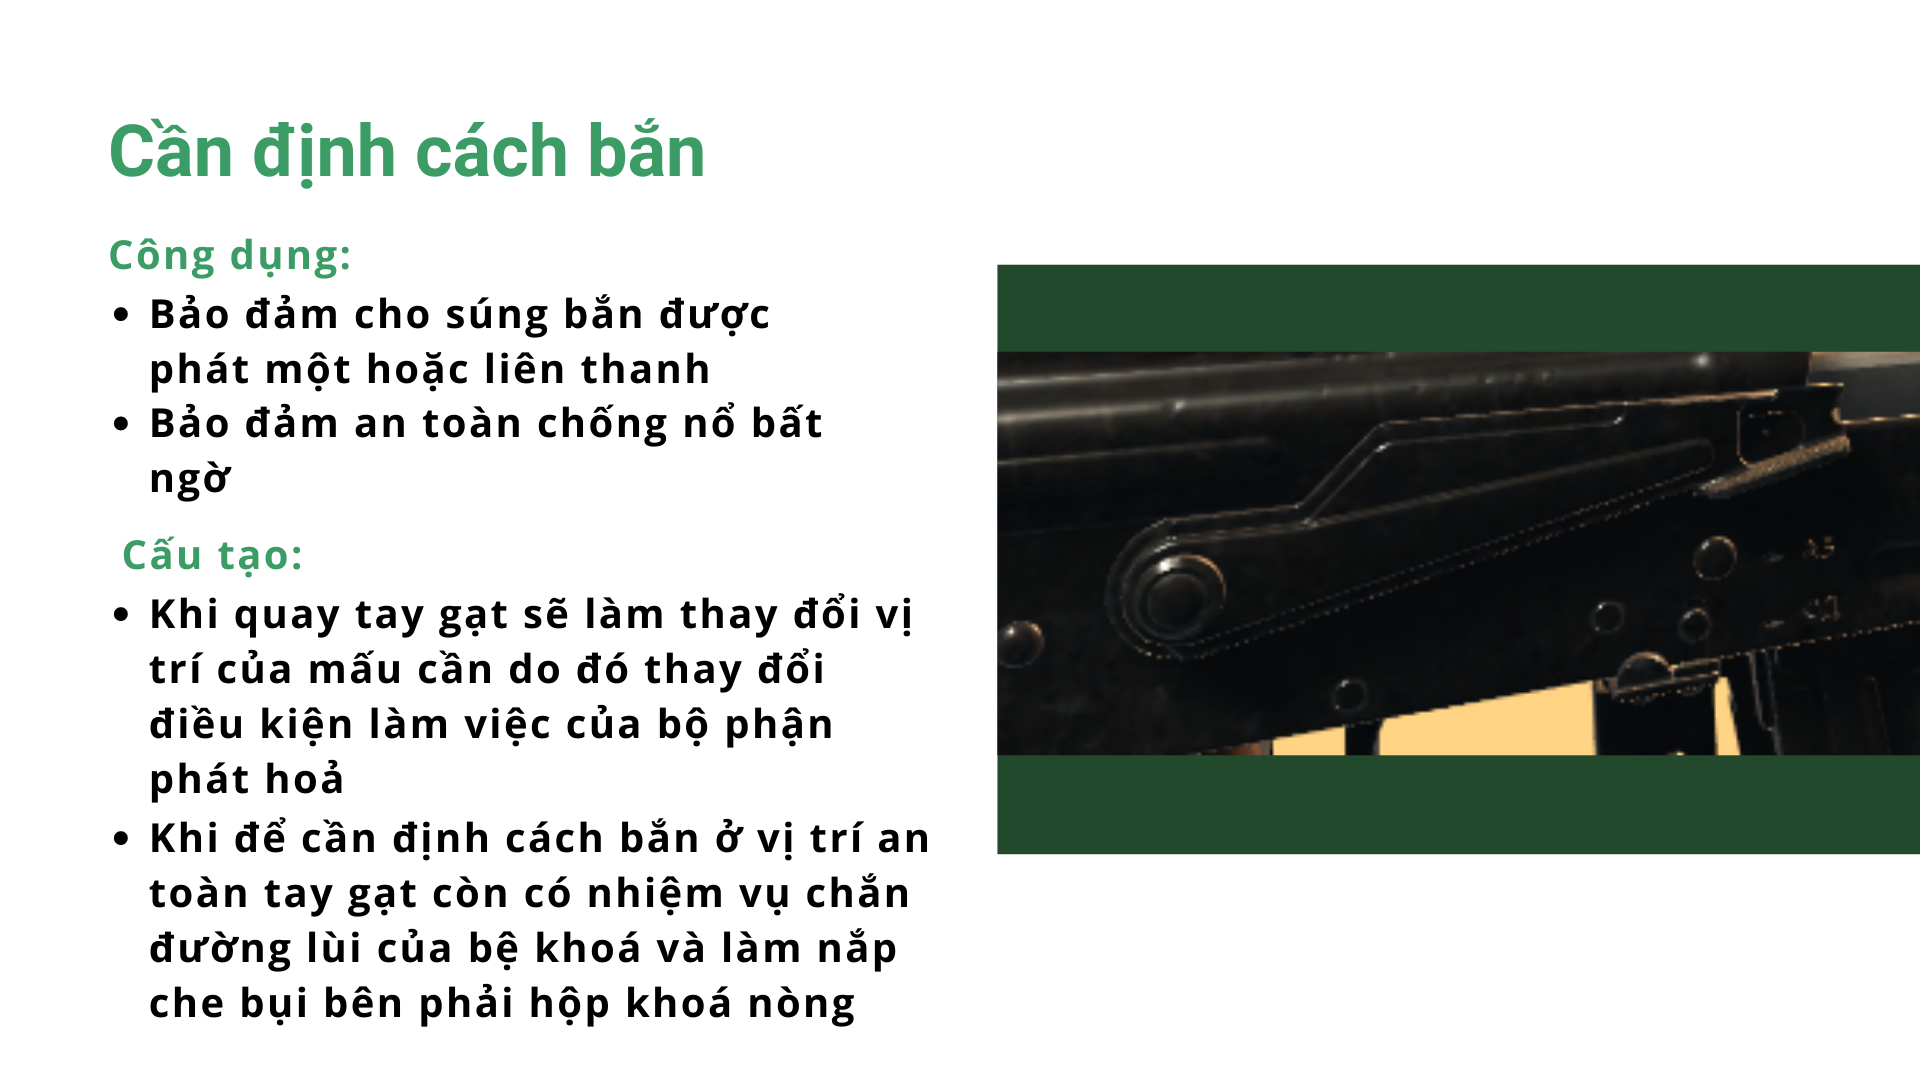 Cần định cách bắn
Công dụng:
• Bảo đảm cho súng bắn được
phát một hoặc liên thanh
• Bảo đảm an toàn chống nổ bất
ngờ
Cấu tạo:
• Khi quay tay gạt sẽ làm thay đổi vị
trí của mấu cần do đó thay đổi
điều kiện làm việc của bộ phận
phát hoả
• Khi để cần định cách bắn ở vị trí an
toàn tay gạt còn có nhiệm vụ chắn
đường lùi của bệ khoá và làm nắp
che bụi bên phải hộp khoá nòng